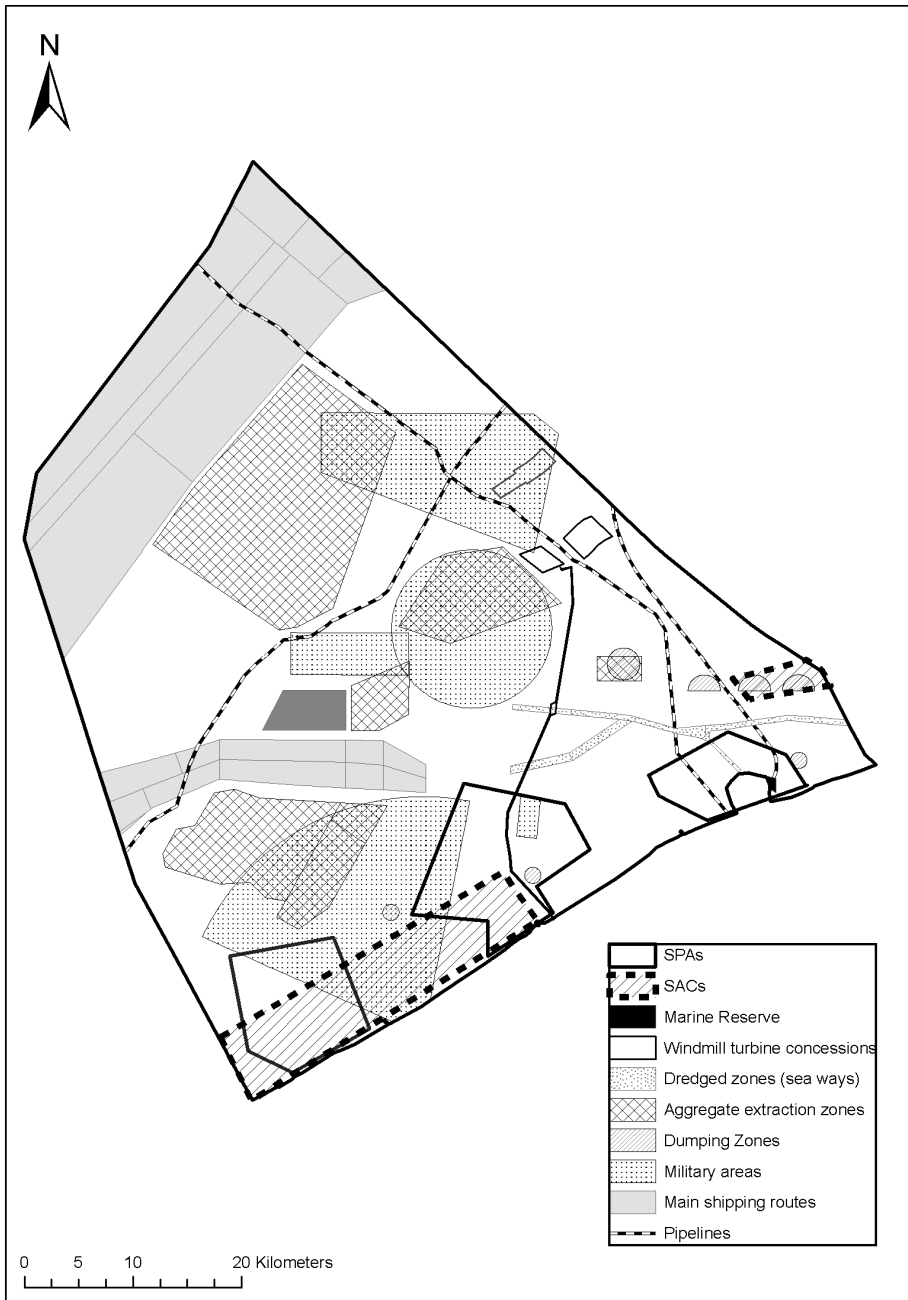 N
SPAs
SACs
Marine Reserve
Windmill turbine concessions
Dredged zones (sea ways)
Aggregate extraction zones
Dumping Zones
Military areas
Main shipping routes
Pipelines
0 5 10 20 Kilometers